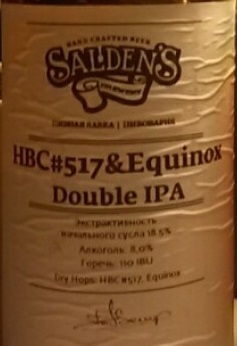 HAND CRAFTED BEER
SALDEN'S
BREWERY
ПИВНАЯ ЛАВКА | ПИВОВАРНЯ
HBC#517&Equinox
Double IPA
Экстрактивность
начального сусла 18.5%
Алкоголь: 8,0%
Горечь: 110 IBU
Dry Hops: HBC #517, Equinox